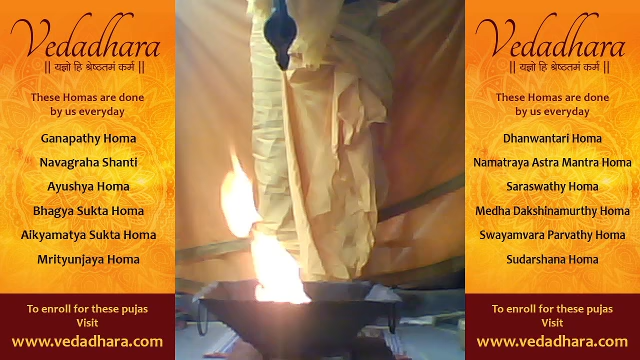 Vedadhara
|| यज्ञो हि श्रेष्ठतमं कर्म ||
These Homas are done
by us everyday
Ganapathy Homa
Navagraha Shanti
Ayushya Homa
Bhagya Sukta Homa
Aikyamatya Sukta Homa
Mrityunjaya Homa
To enroll for these pujas
Visit
www.vedadhara.com
Vedadhara
|| यज्ञो हि श्रेष्ठतमं कर्म ||
These Homas are done
by us everyday
Dhanwantari Homa
Namatraya Astra Mantra Homa
Saraswathy Homa
Medha Dakshinamurthy Homa
Swayamvara Parvathy Homa
Sudarshana Homa
To enroll for these pujas
Visit
www.vedadhara.com